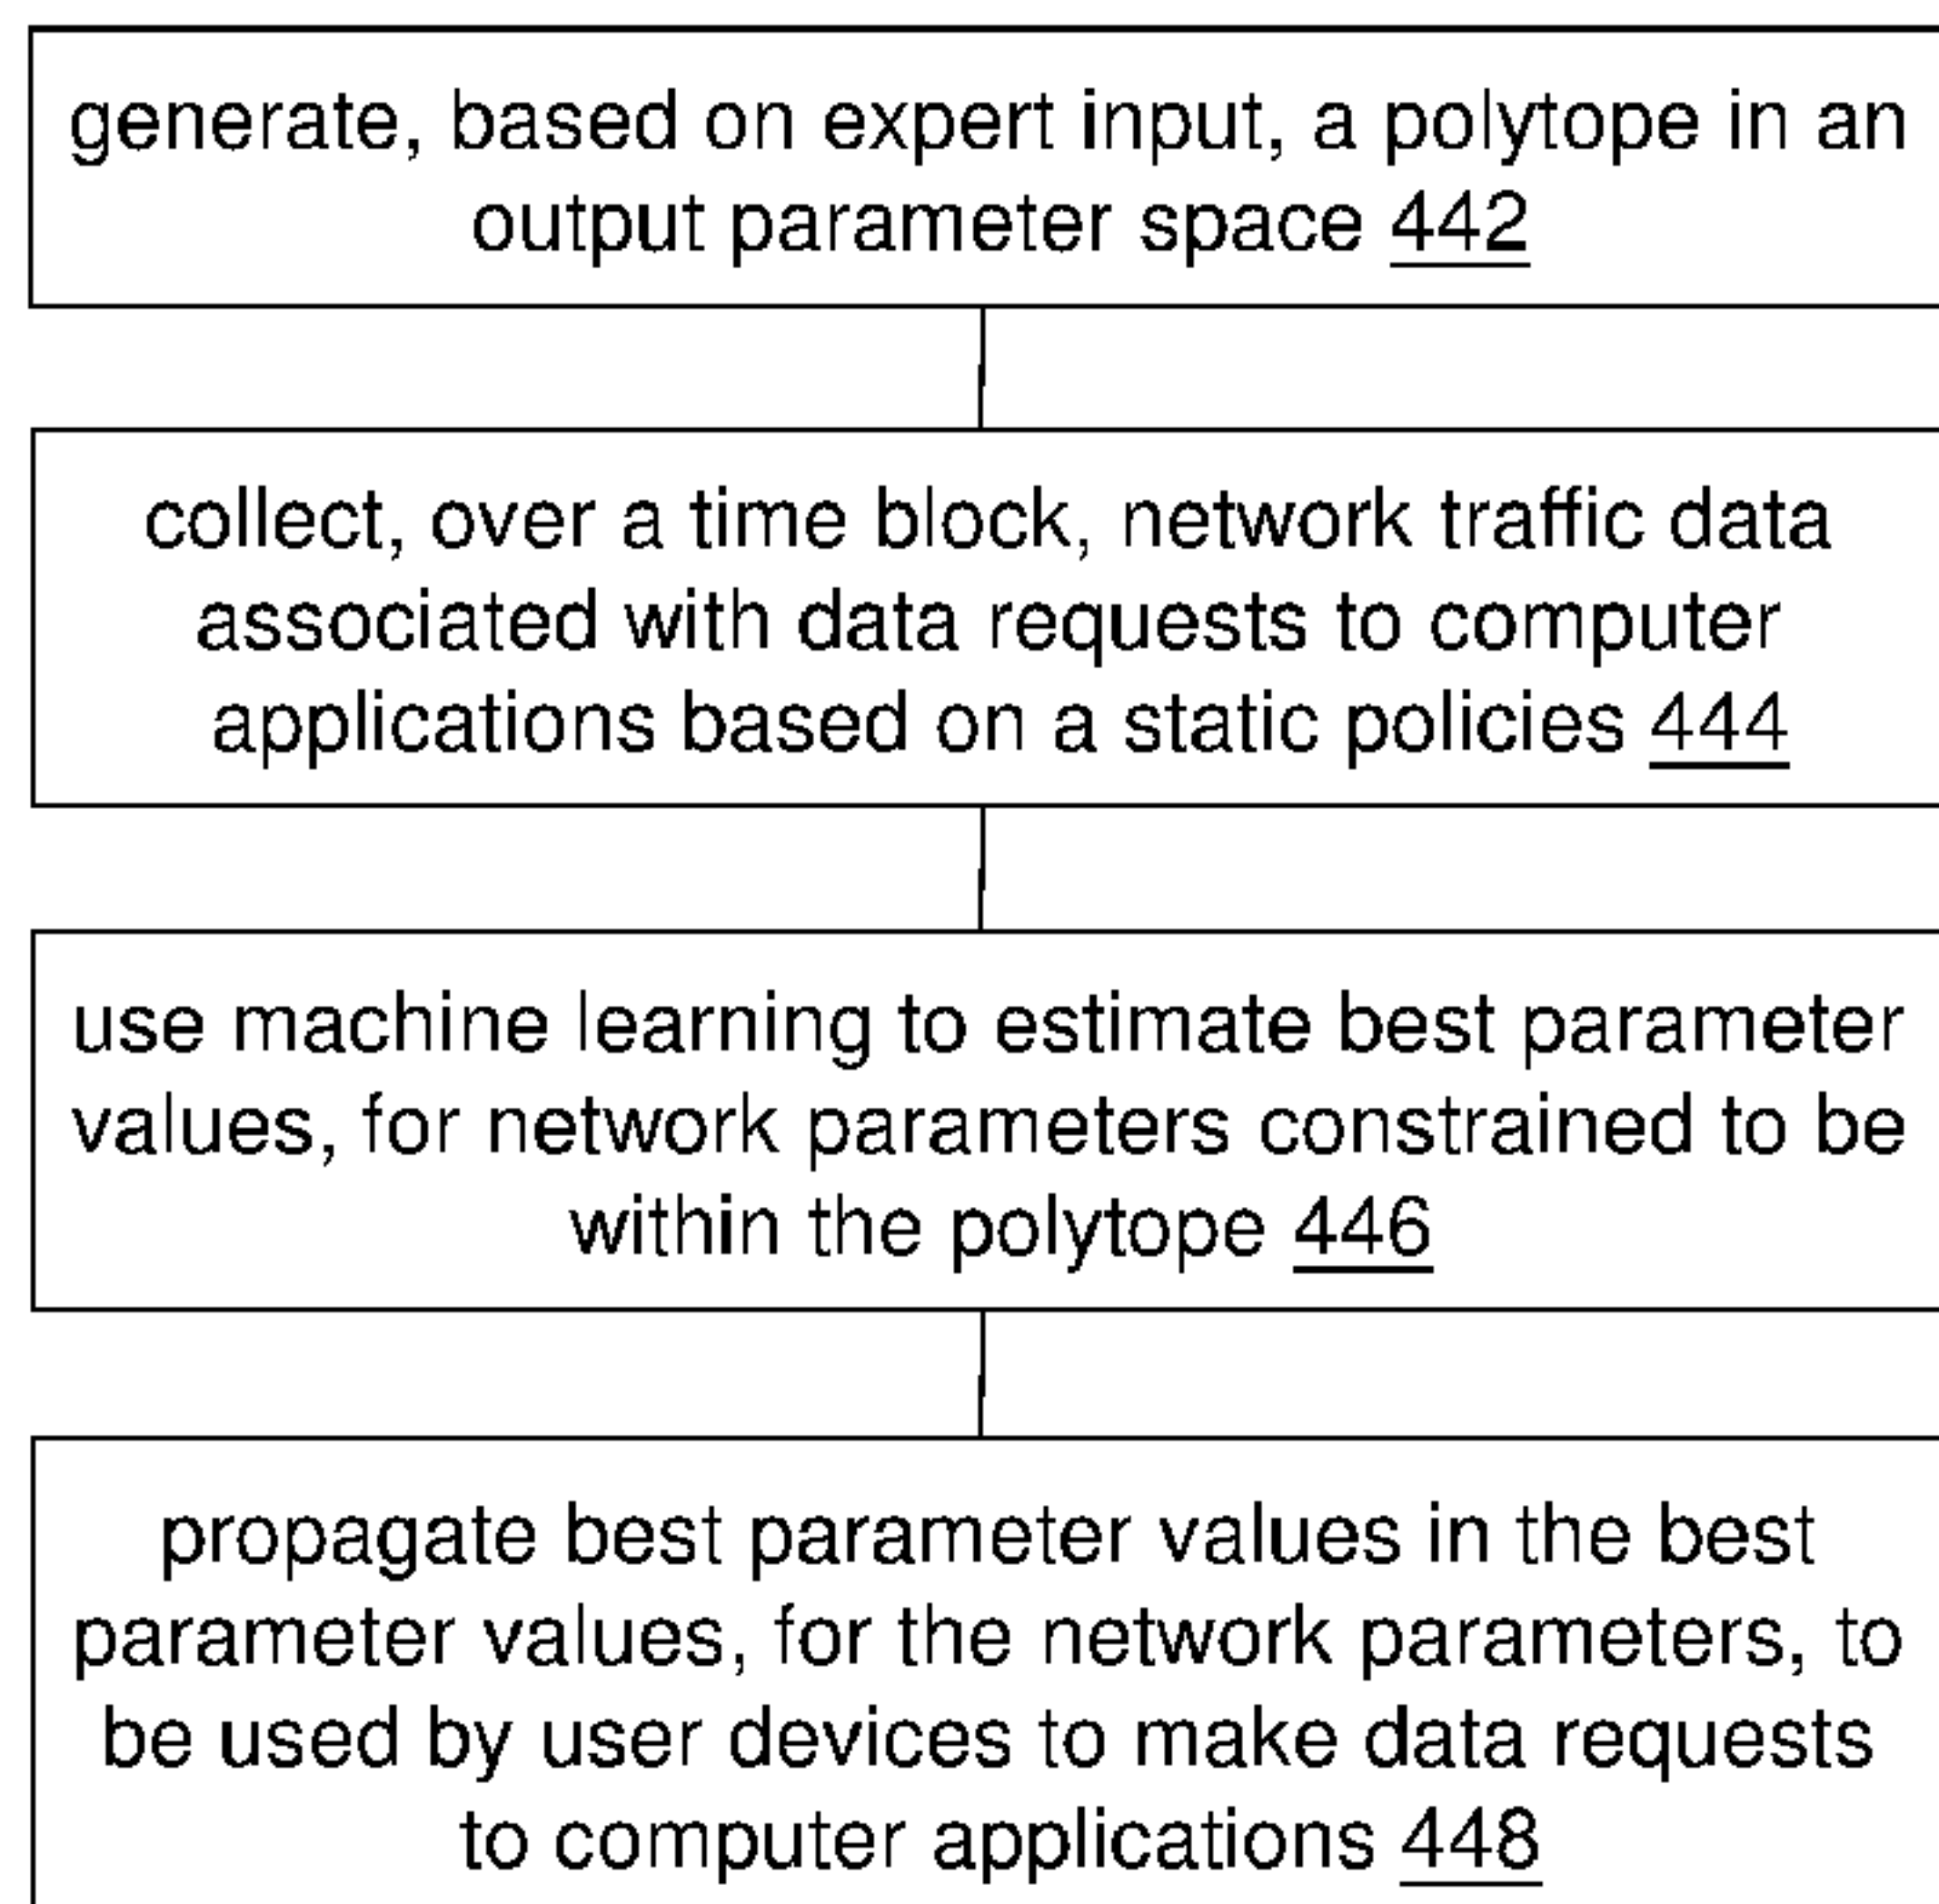 generate, based on expert input, a polytope in an
output parameter space 442
collect, over a time block, network traffic data
associated with data requests to computer
applications based on a static policies 444
use machine learning to estimate best parameter
values, for network parameters constrained to be
within the polytope 446
propagate best parameter values in the best
parameter values, for the network parameters, to
be used by user devices to make data requests
to computer applications 448